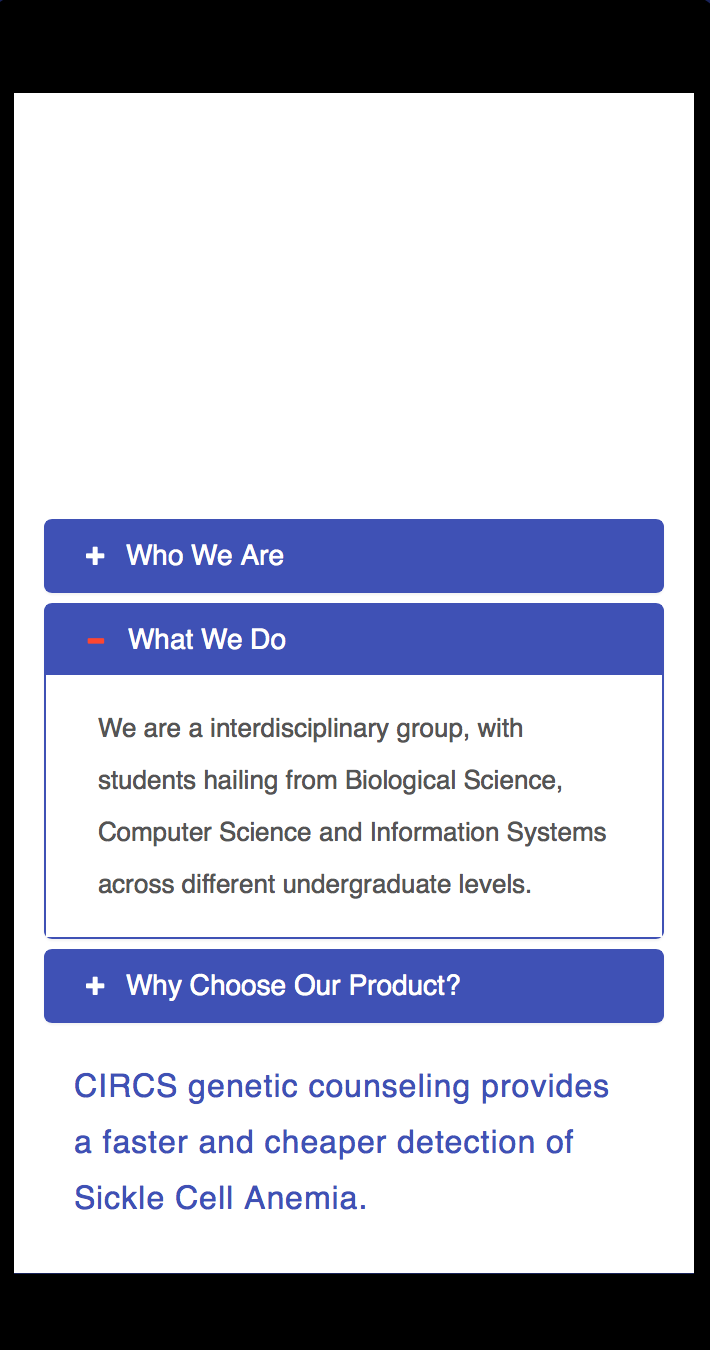 Who We Are
What We Do
We are a interdisciplinary group, with
students hailing from Biological Science,
Computer Science and Information Systems
across different undergraduate levels.
Why Choose Our Product?
CIRCS genetic counseling provides
a faster and cheaper detection of
Sickle Cell Anemia.